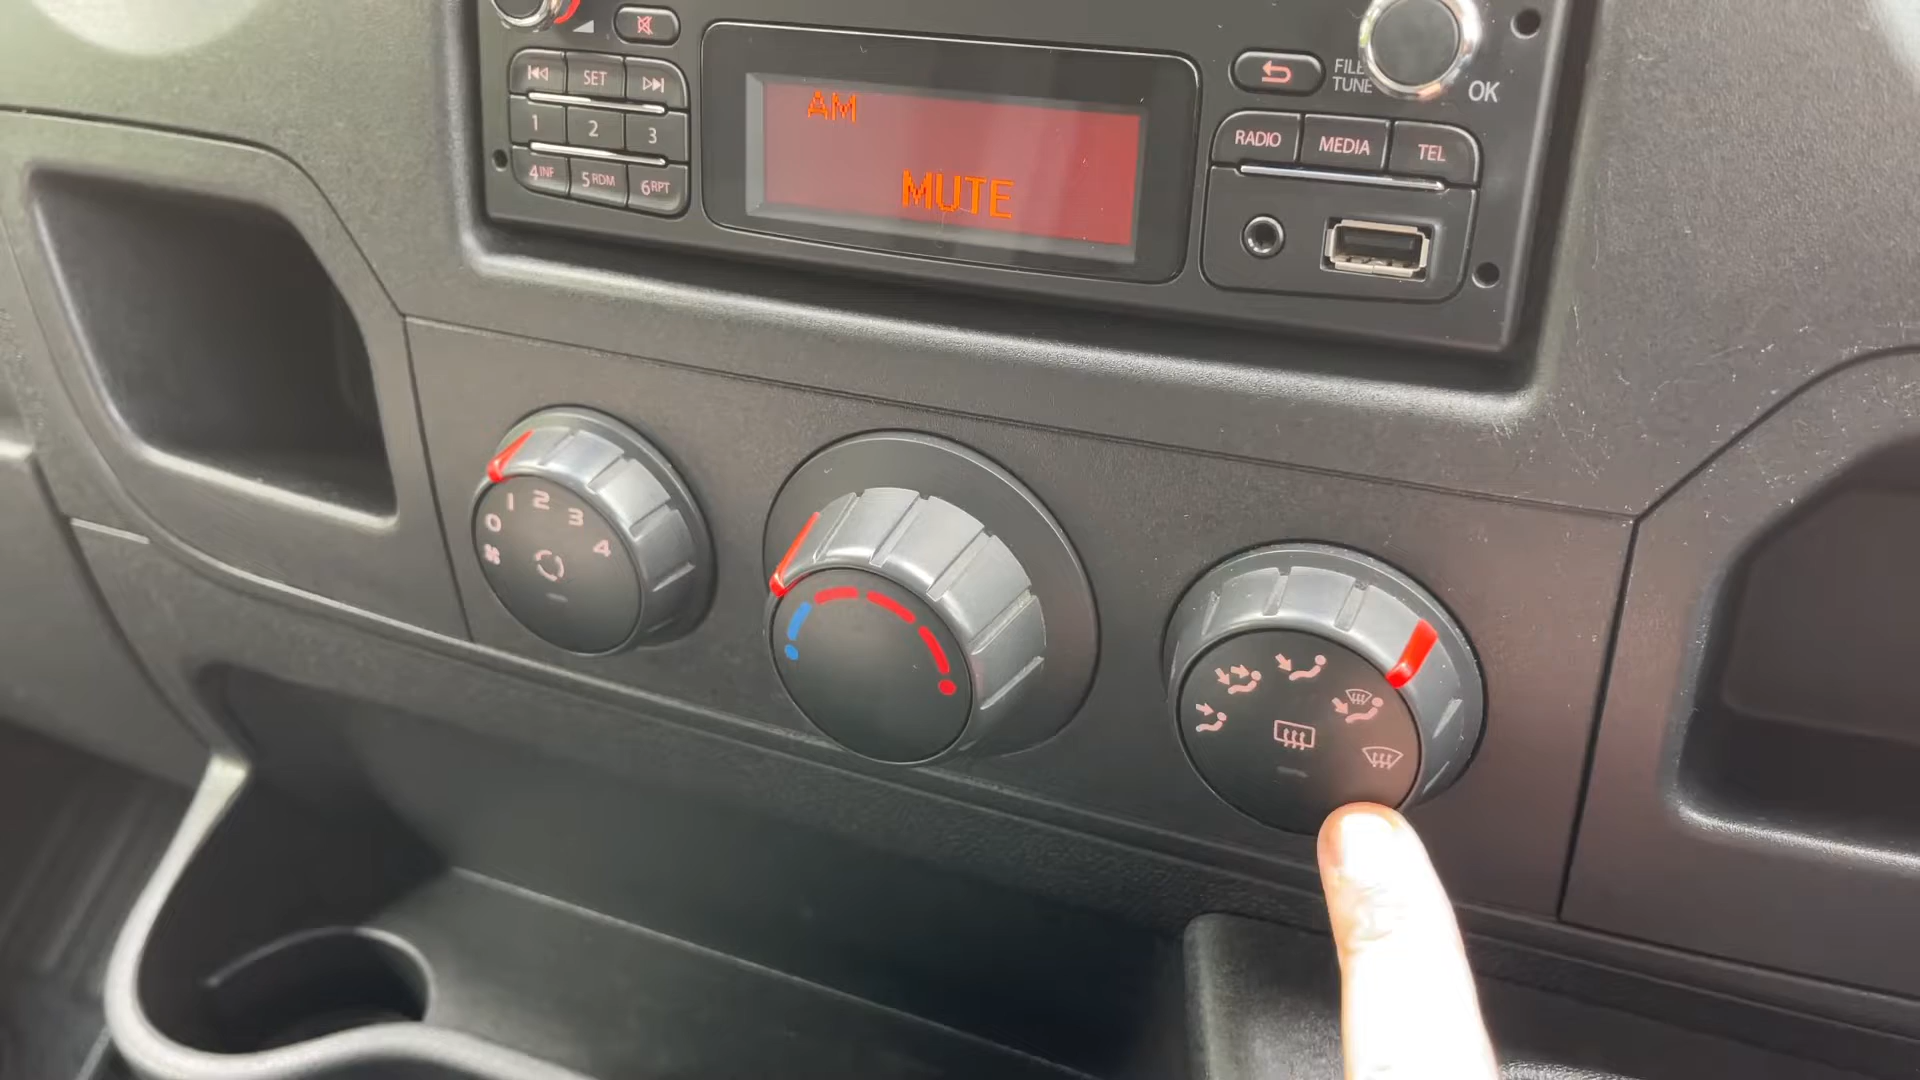 SET
1 2 3
4INF 5RDM 6RPT
AM
MUTE
FILE
TUNE
OK
RADIO MEDIA TEL
0 1 2 3 4